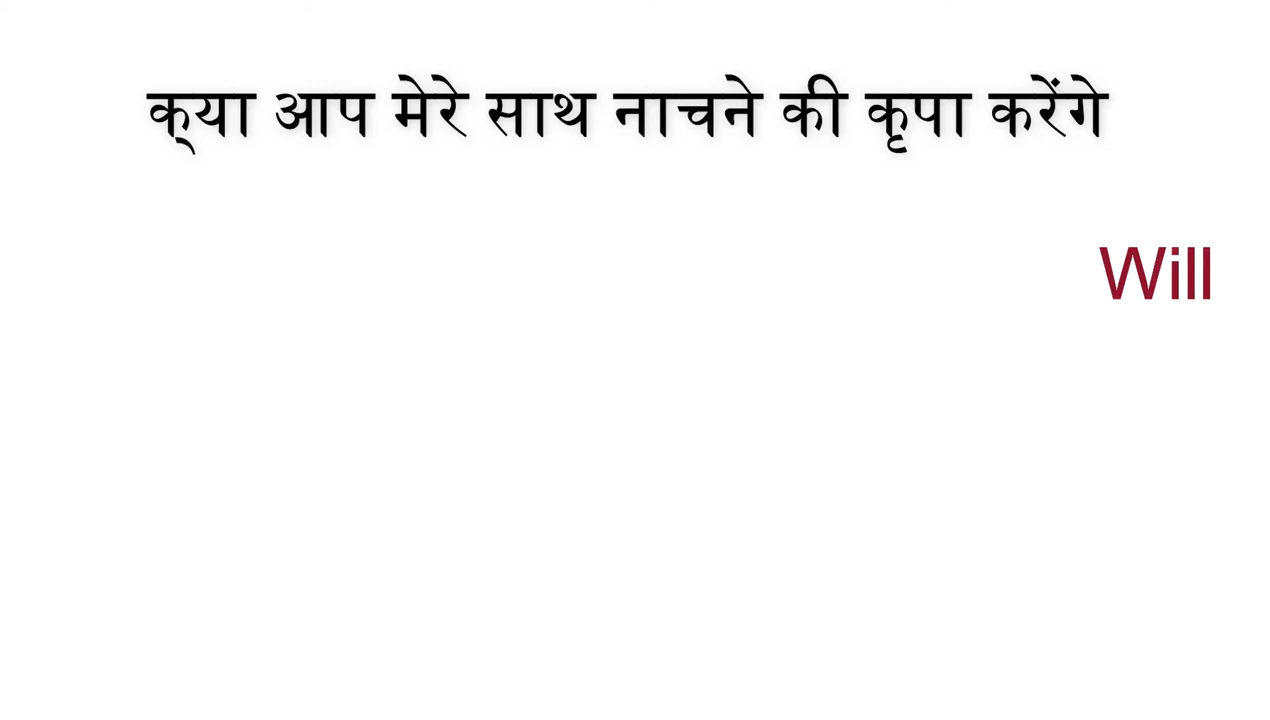 क्या आप मेरे साथ नाचने की कृपा करेंगे
Will